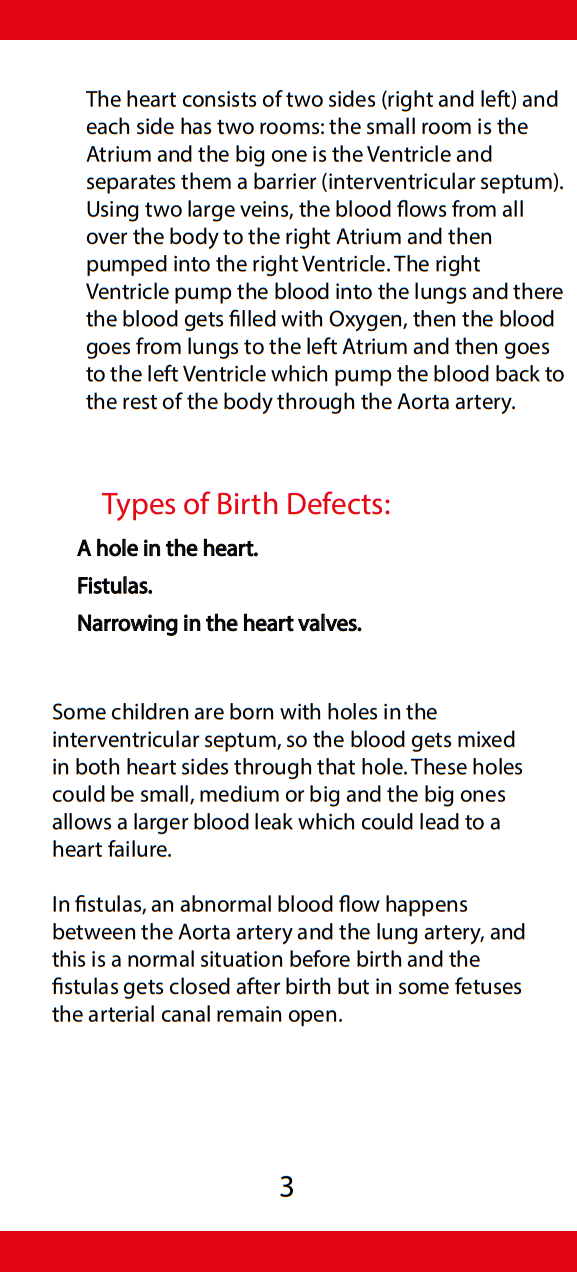 The heart consists of two sides (right and left) and
each side has two rooms: the small room is the
Atrium and the big one is the Ventricle and
separates them a barrier (interventricular septum).
Using two large veins, the blood flows from all
over the body to the right Atrium and then
pumped into the right Ventricle. The right
Ventricle pump the blood into the lungs and there
the blood gets filled with Oxygen, then the blood
goes from lungs to the left Atrium and then goes
to the left Ventricle which pump the blood back to
the rest of the body through the Aorta artery.
Types of Birth Defects:
A hole in the heart.
Fistulas.
Narrowing in the heart valves.
Some children are born with holes in the
interventricular septum, so the blood gets mixed
in both heart sides through that hole. These holes
could be small, medium or big and the big ones
allows a larger blood leak which could lead to a
heart failure.
In fistulas, an abnormal blood flow happens
between the Aorta artery and the lung artery, and
this is a normal situation before birth and the
fistulas gets closed after birth but in some fetuses
the arterial canal remain open.
3